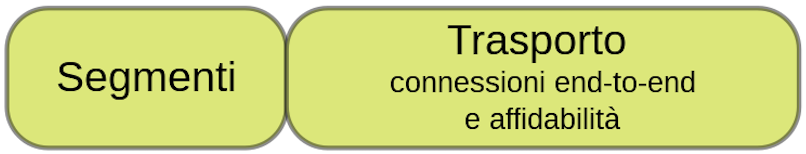 Segmenti
Trasporto
connessioni end-to-end
e affidabilità